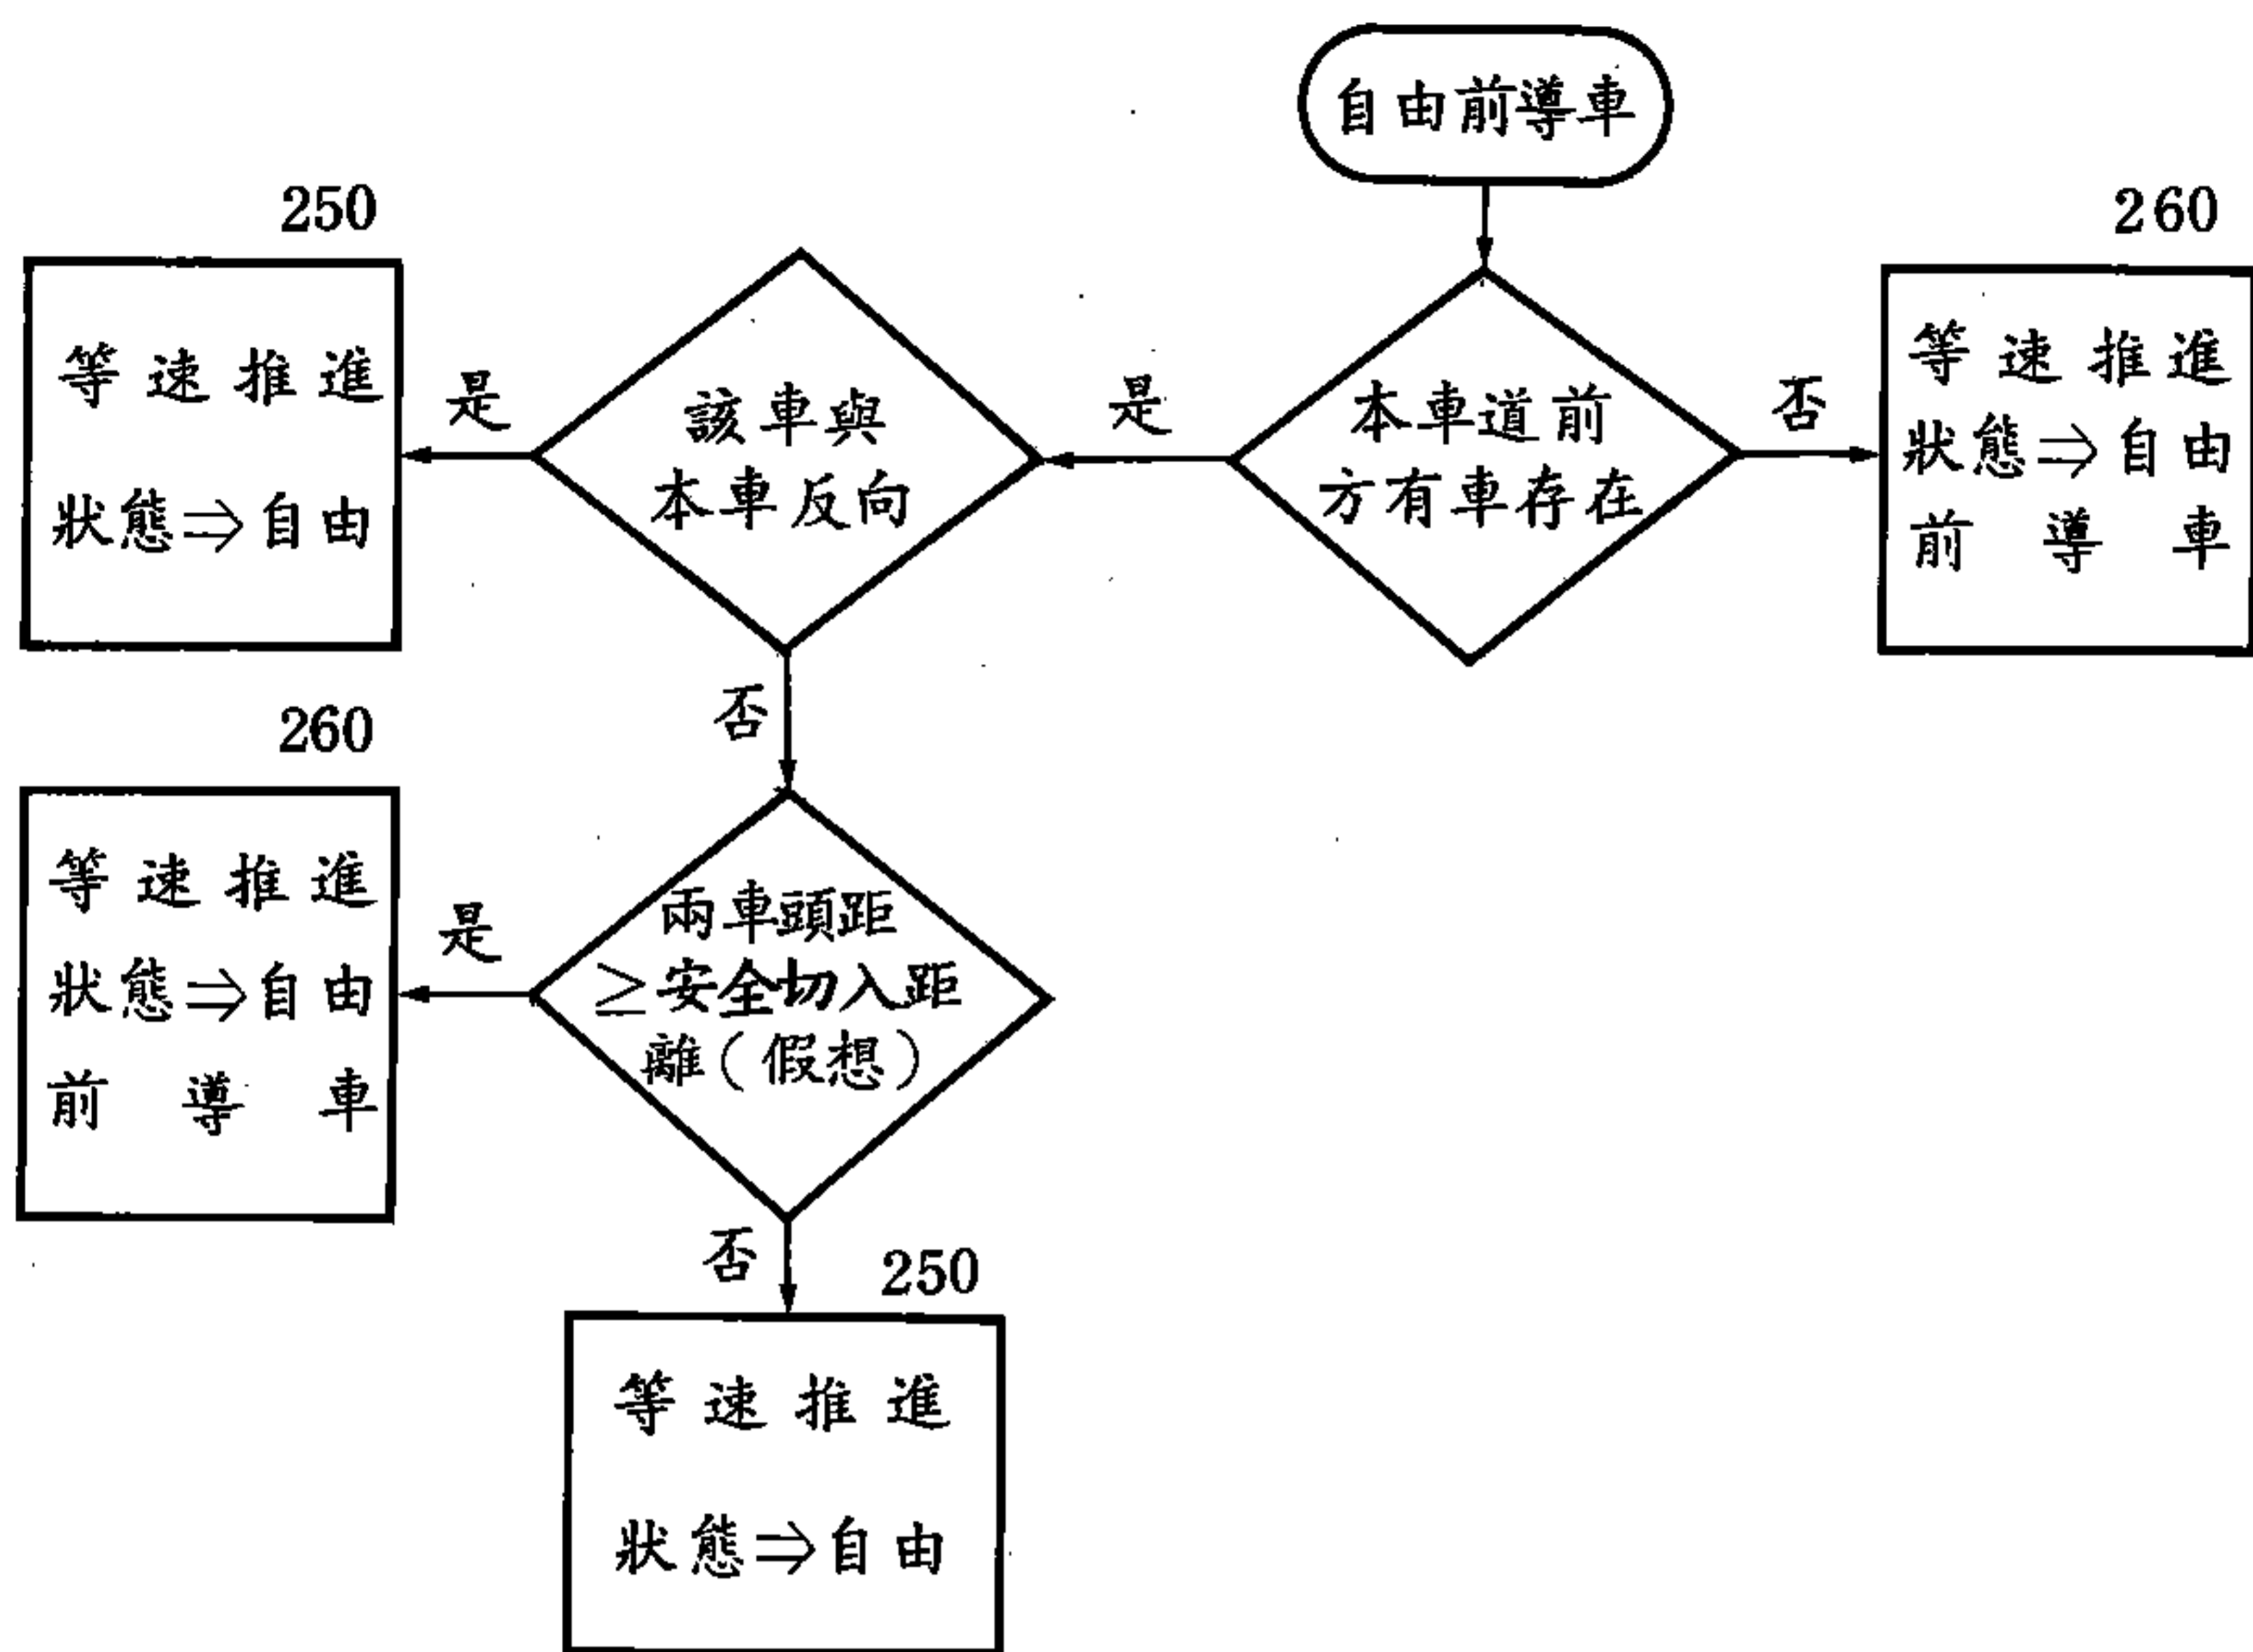 自由前導車
260
本車道前
方有車存在
否
等速推進
狀態⇒自由
前導車
是
該車與
本車反向
是
250
等速推進
狀態⇒自由
否
兩車頭距
≧安全切入距
離(假想)
是
260
等速推進
狀態⇒自由
前導車
否
250
等速推進
狀態⇒自由